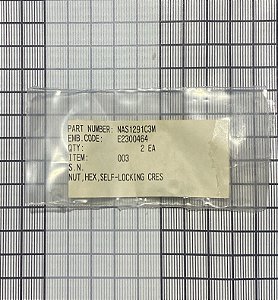 PART NUMBER: NAS1291C3M
EMB.CODE: E2300464
QTY: 2 EA
ITEM: 003
S.N.
NUT,HEX,SELF-LOCKING CRES